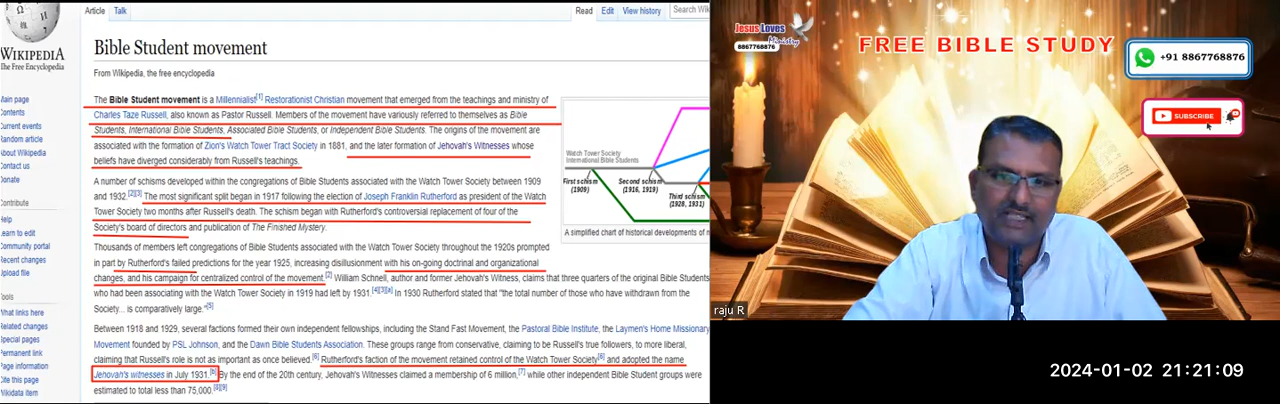 WIKIPEDIA
The Free Encyclopedia
Main page
Contents
Current events
Random article
About Wikipedia
Contact us
Donate
Contribute
Help
Learn to edit
Community portal
Recent changes
Upload file
Tools
What links here
Related changes
Special pages
Permanent link
Page information
Cite this page
Wikidata item
Article Talk
Read Edit View history
Search Wiki
Bible Student movement
From Wikipedia, the free encyclopedia
The Bible Student movement is a Millennialist[1] Restorationist Christian movement that emerged from the teachings and ministry of
Charles Taze Russell, also known as Pastor Russell. Members of the movement have variously referred to themselves as Bible
Students, International Bible Students, Associated Bible Students, or Independent Bible Students. The origins of the movement are
associated with the formation of Zion's Watch Tower Tract Society in 1881, and the later formation of Jehovah's Witnesses whose
beliefs have diverged considerably from Russell's teachings.
A number of schisms developed within the congregations of Bible Students associated with the Watch Tower Society between 1909
and 1932.[2][3] The most significant split began in 1917 following the election of Joseph Franklin Rutherford as president of the Watch
Tower Society two months after Russell's death. The schism began with Rutherford's controversial replacement of four of the
Society's board of directors and publication of The Finished Mystery.
Thousands of members left congregations of Bible Students associated with the Watch Tower Society throughout the 1920s prompted
in part by Rutherford's failed predictions for the year 1925, increasing disillusionment with his on-going doctrinal and organizational
changes, and his campaign for centralized control of the movement.[2] William Schnell, author and former Jehovah's Witness, claims that three quarters of the original Bible Students
who had been associating with the Watch Tower Society in 1919 had left by 1931.[4][3][a] In 1930 Rutherford stated that "the total number of those who have withdrawn from the
Society... is comparatively large."[5]
Between 1918 and 1929, several factions formed their own independent fellowships, including the Stand Fast Movement, the Pastoral Bible Institute, the Laymen's Home Missionary
Movement founded by PSL Johnson, and the Dawn Bible Students Association. These groups range from conservative, claiming to be Russell's true followers, to more liberal,
claiming that Russell's role is not as important as once believed.[6] Rutherford's faction of the movement retained control of the Watch Tower Society[6] and adopted the name
Jehovah's witnesses in July 1931.[b] By the end of the 20th century, Jehovah's Witnesses claimed a membership of 6 million,[7] while other independent Bible Student groups were
estimated to total less than 75,000.[8][9]
Watch Tower Society
International Bible Students
First schism
(1909)
Second schism
(1916, 1919)
Third schism
(1928, 1931)
A simplified chart of historical developments of
Jesus Loves
Ministry
8867768876
FREE BIBLE STUDY
+91 8867768876
SUBSCRIBE
raju R
2024-01-02 21:21:09